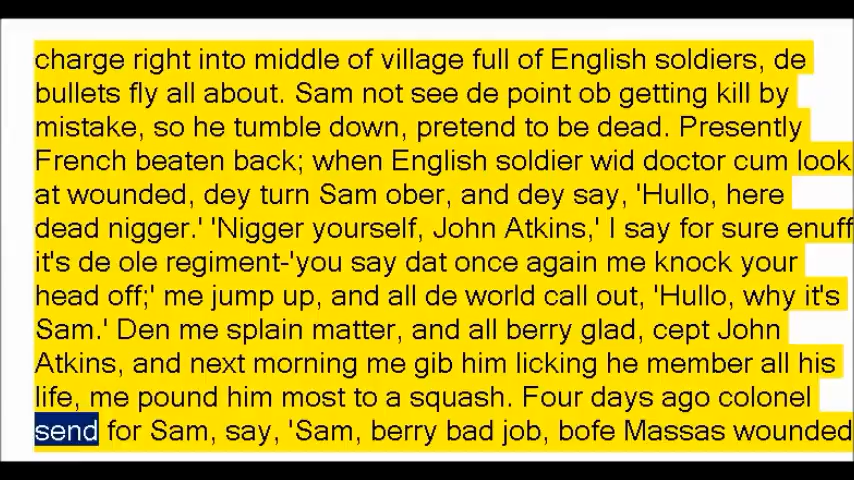 charge right into middle of village full of English soldiers, de
bullets fly all about. Sam not see de point ob getting kill by
mistake, so he tumble down, pretend to be dead. Presently
French beaten back; when English soldier wid doctor cum look
at wounded, dey turn Sam ober, and dey say, 'Hullo, here
dead nigger.' 'Nigger yourself, John Atkins,' I say for sure enuff
it's de ole regiment-'you say dat once again me knock your
head off;' me jump up, and all de world call out, 'Hullo, why it's
Sam.' Den me splain matter, and all berry glad, cept John
Atkins, and next morning me gib him licking he member all his
life, me pound him most to a squash. Four days ago colonel
send for Sam, say, 'Sam, berry bad job, bofe Massas wounded